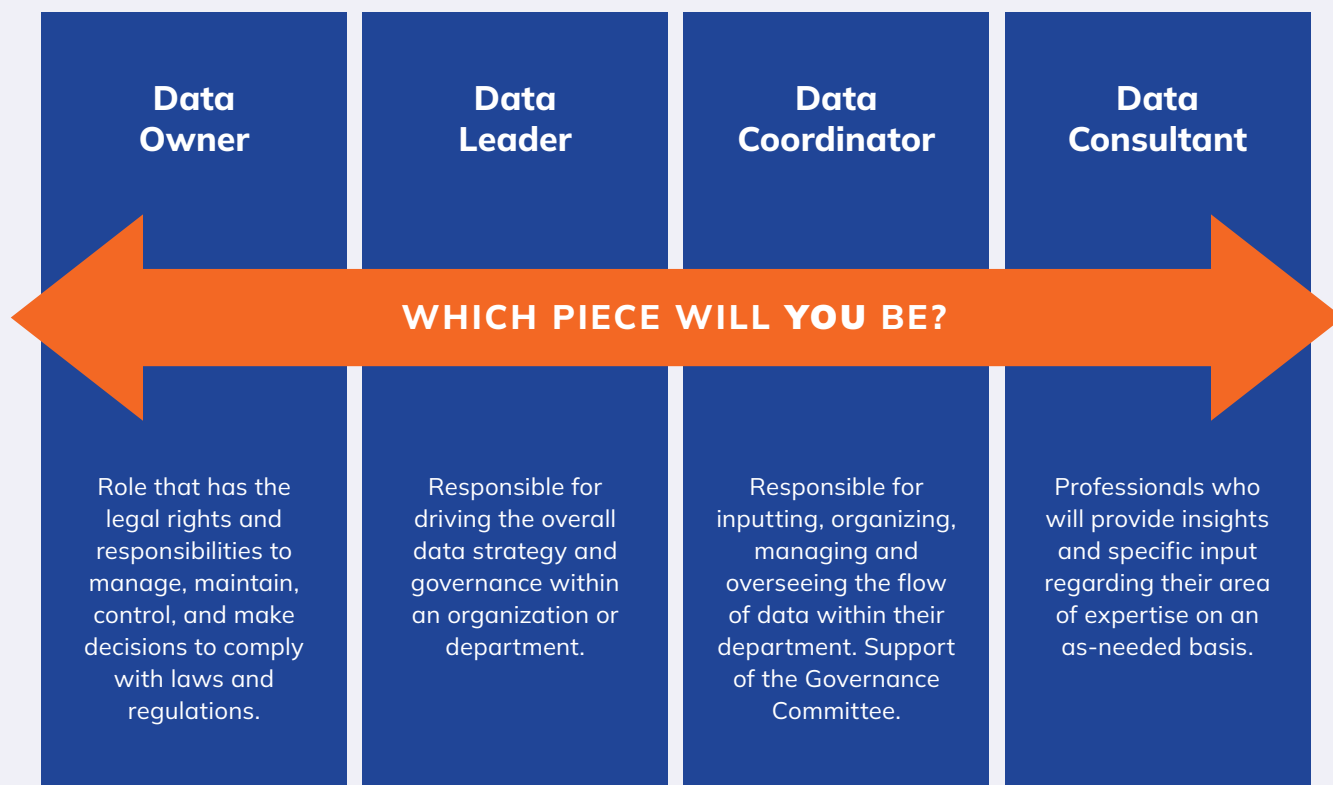 Data
Owner
Data
Leader
Data
Coordinator
Data
Consultant
WHICH PIECE WILL YOU BE?
Role that has the
legal rights and
responsibilities to
manage, maintain,
control, and make
decisions to comply
with laws and
regulations.
Responsible for
driving the overall
data strategy and
governance within
an organization or
department.
Responsible for
inputting, organizing,
managing and
overseeing the flow
of data within their
department. Support
of the Governance
Committee.
Professionals who
will provide insights
and specific input
regarding their area
of expertise on an
as-needed basis.